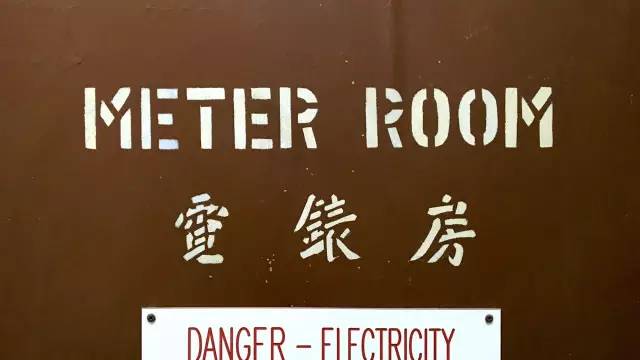 METER ROOM
電錶房
DANGER – ELECTRICITY